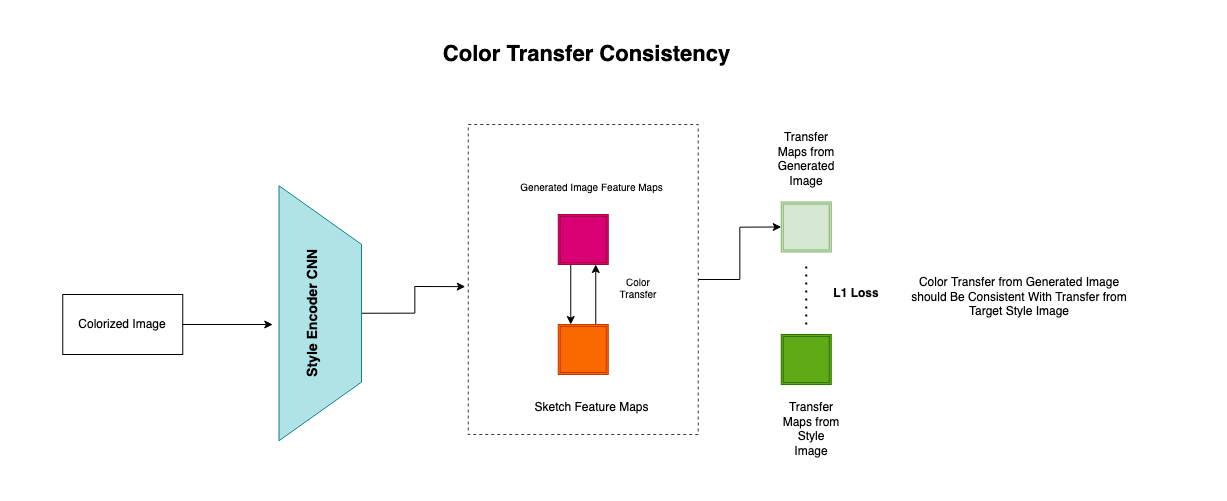 Color Transfer Consistency
Colorized Image
Style Encoder CNN
Generated Image Feature Maps
Color
Transfer
Sketch Feature Maps
Transfer
Maps from
Generated
Image
L1 Loss
Transfer
Maps from
Style
Image
Color Transfer from Generated Image
should Be Consistent With Transfer from
Target Style Image